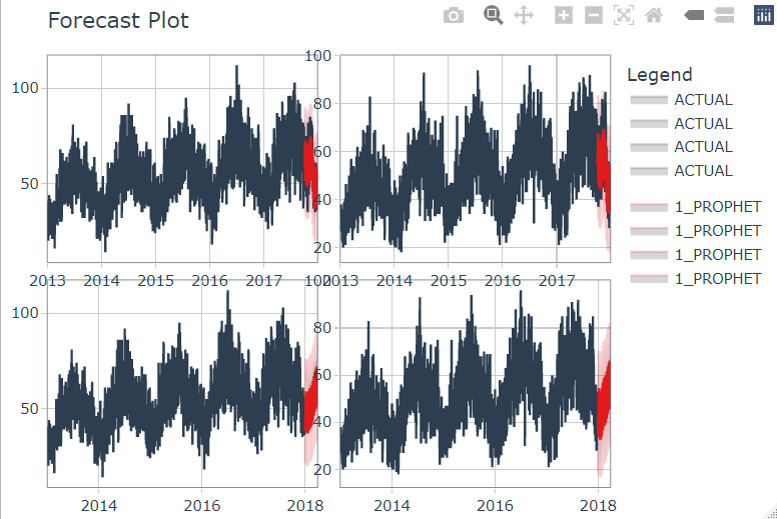 Forecast Plot
100
50
2013 2014 2015 2016 2017
100
80
60
40
20
2013 2014 2015 2016 2017
Legend
ACTUAL
ACTUAL
ACTUAL
ACTUAL
1_PROPHET
1_PROPHET
1_PROPHET
1_PROPHET
100
50
2014 2016 2018
100
80
60
40
20
2014 2016 2018